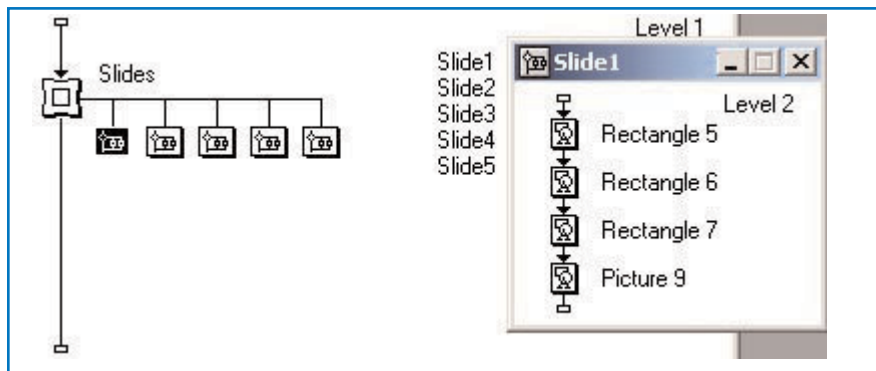 Level 1
Slides
Slide1
Slide2
Slide3
Slide4
Slide5
Slide1
Level 2
Rectangle 5
Rectangle 6
Rectangle 7
Picture 9